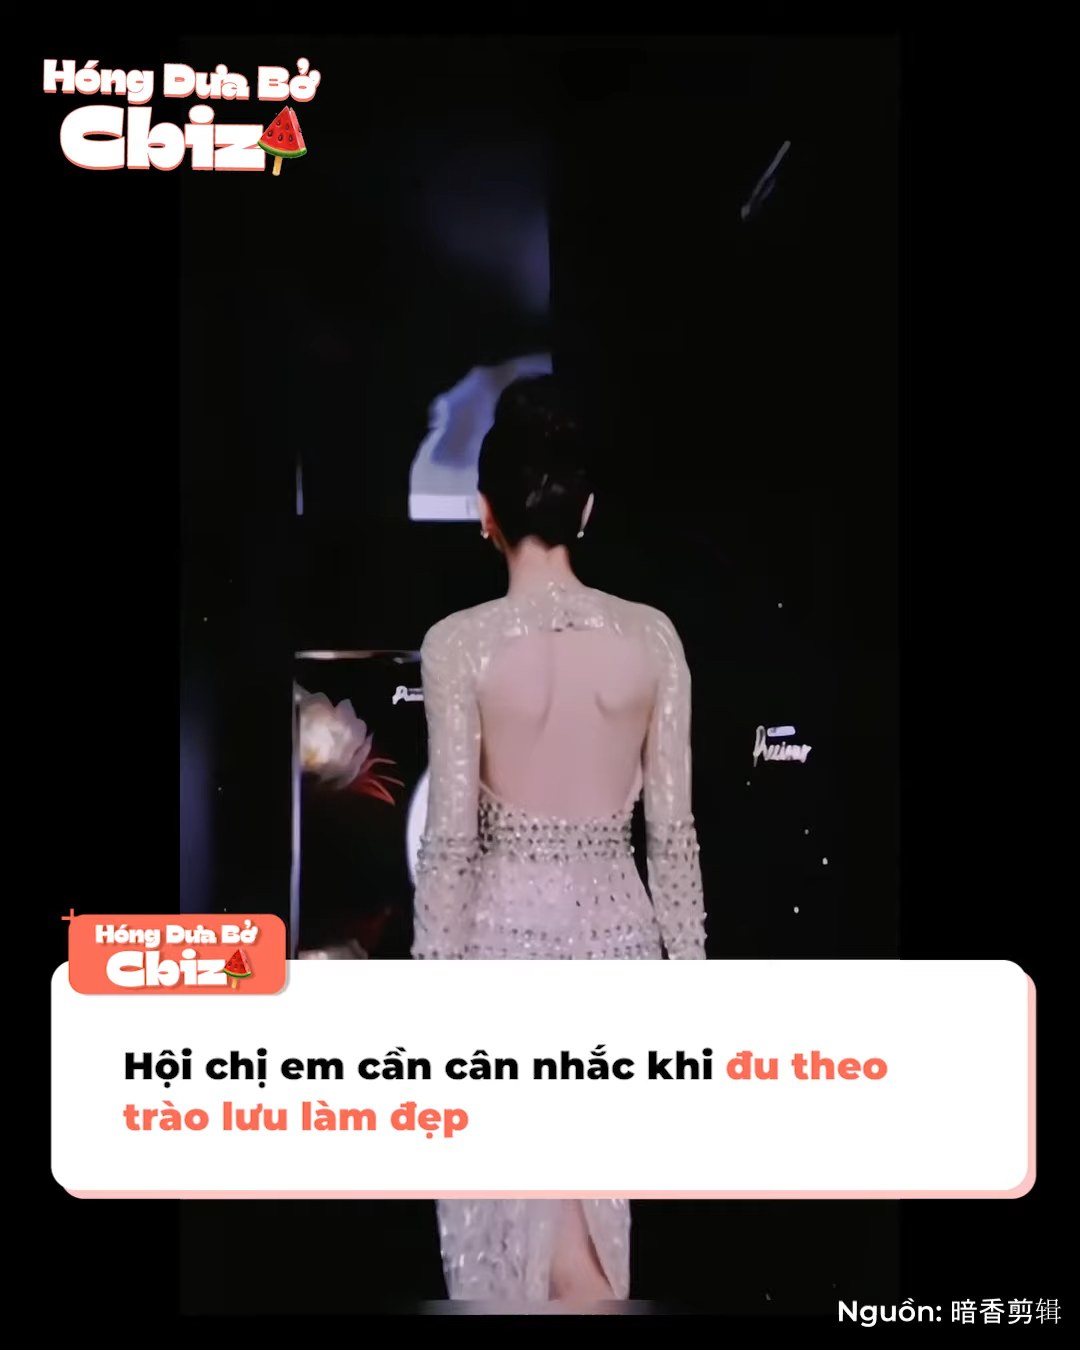 Hóng Dưa Bở
Cbiz
Precious
Hóng Dưa Bở
Cbiz
Hội chị em cần cân nhắc khi đu theo
trào lưu làm đẹp
Nguồn: 暗香剪辑